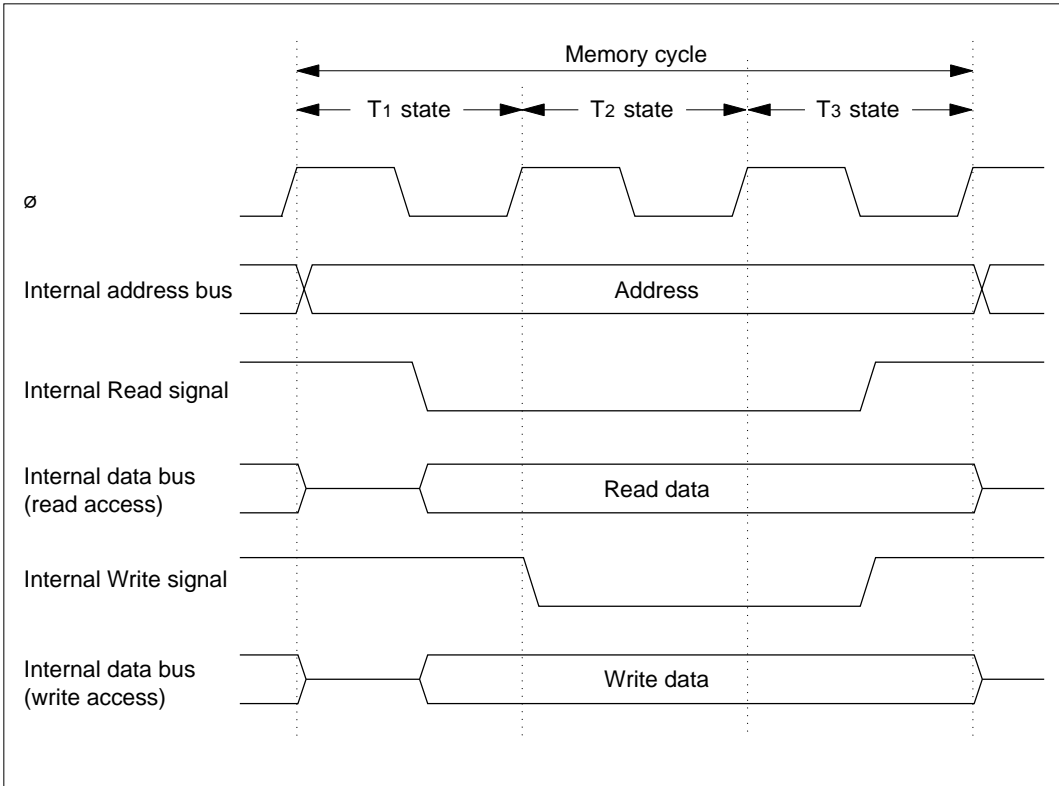 Memory cycle
T1 state
T2 state
T3 state
ø
Internal address bus
Address
Internal Read signal
Internal data bus
(read access)
Read data
Internal Write signal
Internal data bus
(write access)
Write data